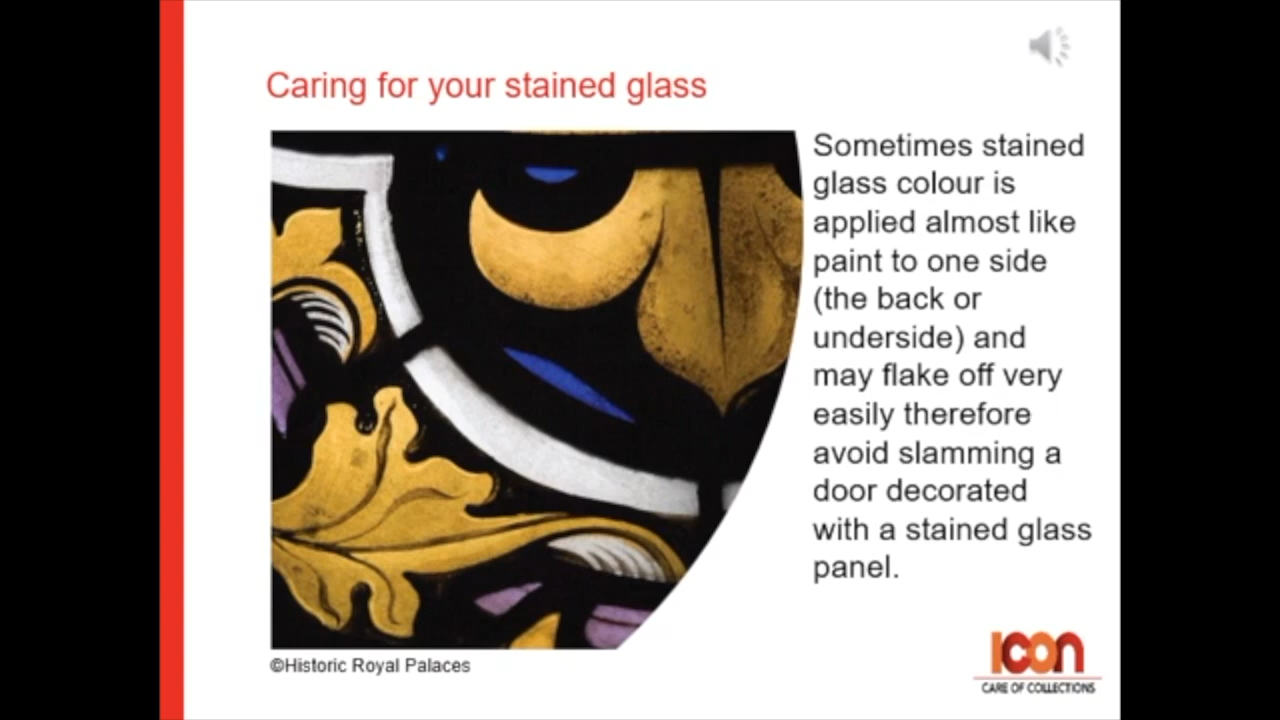 Caring for your stained glass
Sometimes stained
glass colour is
applied almost like
paint to one side
(the back or
underside) and
may flake off very
easily therefore
avoid slamming a
door decorated
with a stained glass
panel.
©Historic Royal Palaces
Icon
CARE OF COLLECTIONS